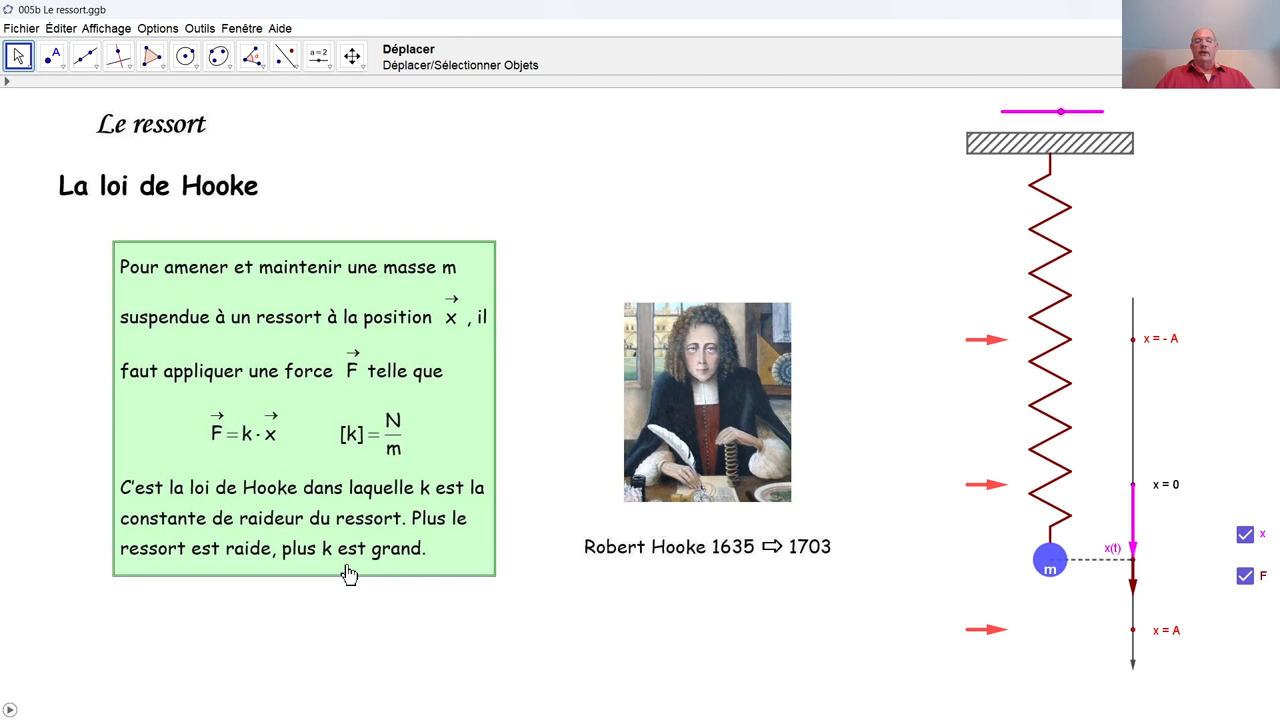 005b Le ressort.ggb
Fichier Éditer Affichage Options Outils Fenêtre Aide
A
a=2
Déplacer
Déplacer/Sélectionner Objets
Le ressort
La loi de Hooke
Pour amener et maintenir une masse m
suspendue à un ressort à la position x⃗ , il
faut appliquer une force F⃗ telle que
F⃗ = k · x⃗ [k] = N/m
C'est la loi de Hooke dans laquelle k est la
constante de raideur du ressort. Plus le
ressort est raide, plus k est grand.
Robert Hooke 1635 ⇨ 1703
x = - A
x = 0
x(t)
m
x = A
x
F